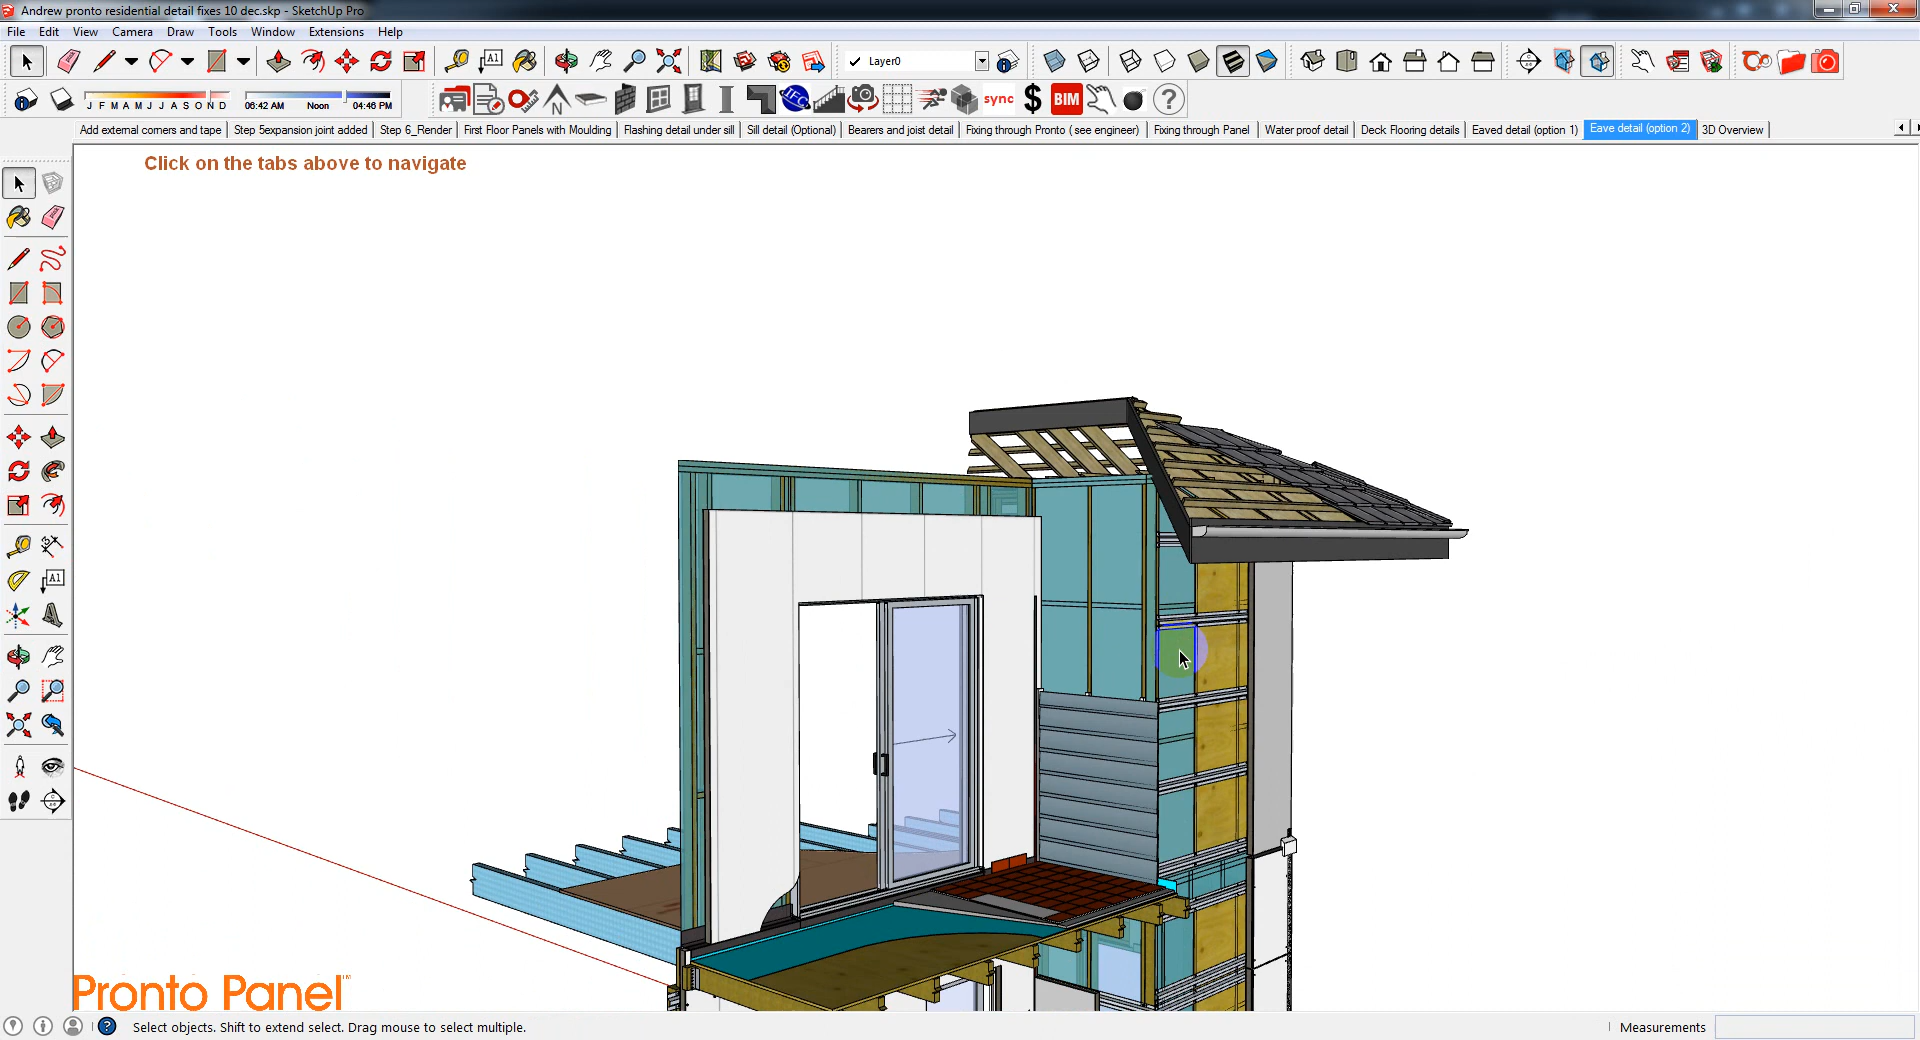 Andrew pronto residential detail fixes 10 dec.skp - SketchUp Pro
File Edit View Camera Draw Tools Window Extensions Help
A1 Layer0
J F M A M J J A S O N D 06:42 AM Noon 04:46 PM IFC sync $ BIM ?
Add external corners and tape Step 5expansion joint added Step 6_Render First Floor Panels with Moulding Flashing detail under sill Sill detail (Optional) Bearers and joist detail Fixing through Pronto ( see engineer) Fixing through Panel Water proof detail Deck Flooring details Eaved detail (option 1) Eave detail (option 2) 3D Overview
Click on the tabs above to navigate
A1
Pronto Panel™
? Select objects. Shift to extend select. Drag mouse to select multiple. Measurements